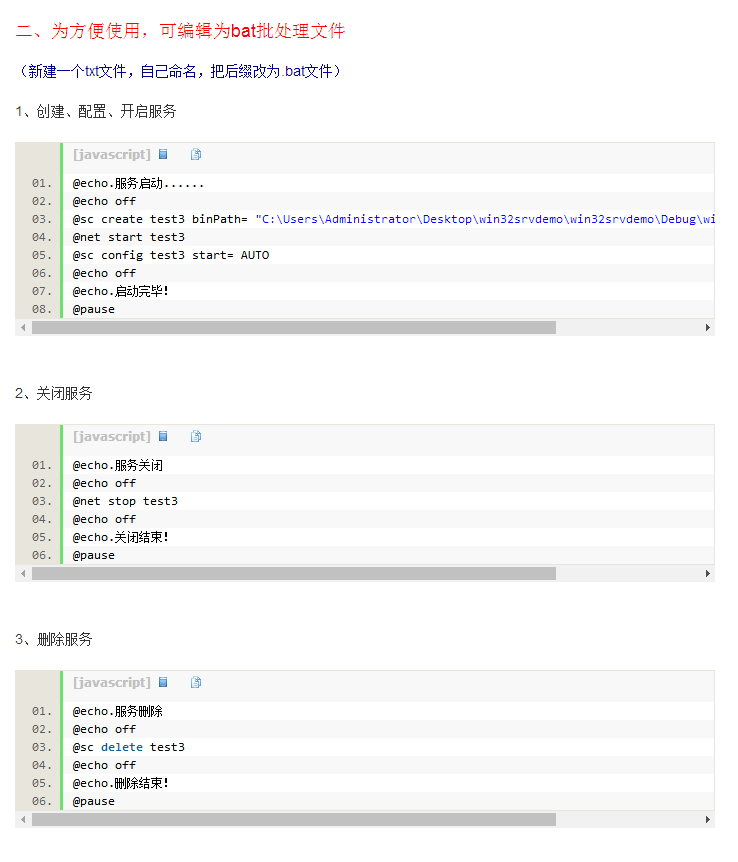 二、为方便使用，可编辑为bat批处理文件
（新建一个txt文件，自己命名，把后缀改为.bat文件）
1、创建、配置、开启服务
[javascript]
01. @echo.服务启动......
02. @echo off
03. @sc create test3 binPath= "C:\Users\Administrator\Desktop\win32srvdemo\win32srvdemo\Debug\wi
04. @net start test3
05. @sc config test3 start= AUTO
06. @echo off
07. @echo.启动完毕!
08. @pause
2、关闭服务
[javascript]
01. @echo.服务关闭
02. @echo off
03. @net stop test3
04. @echo off
05. @echo.关闭结束!
06. @pause
3、删除服务
[javascript]
01. @echo.服务删除
02. @echo off
03. @sc delete test3
04. @echo off
05. @echo.删除结束!
06. @pause